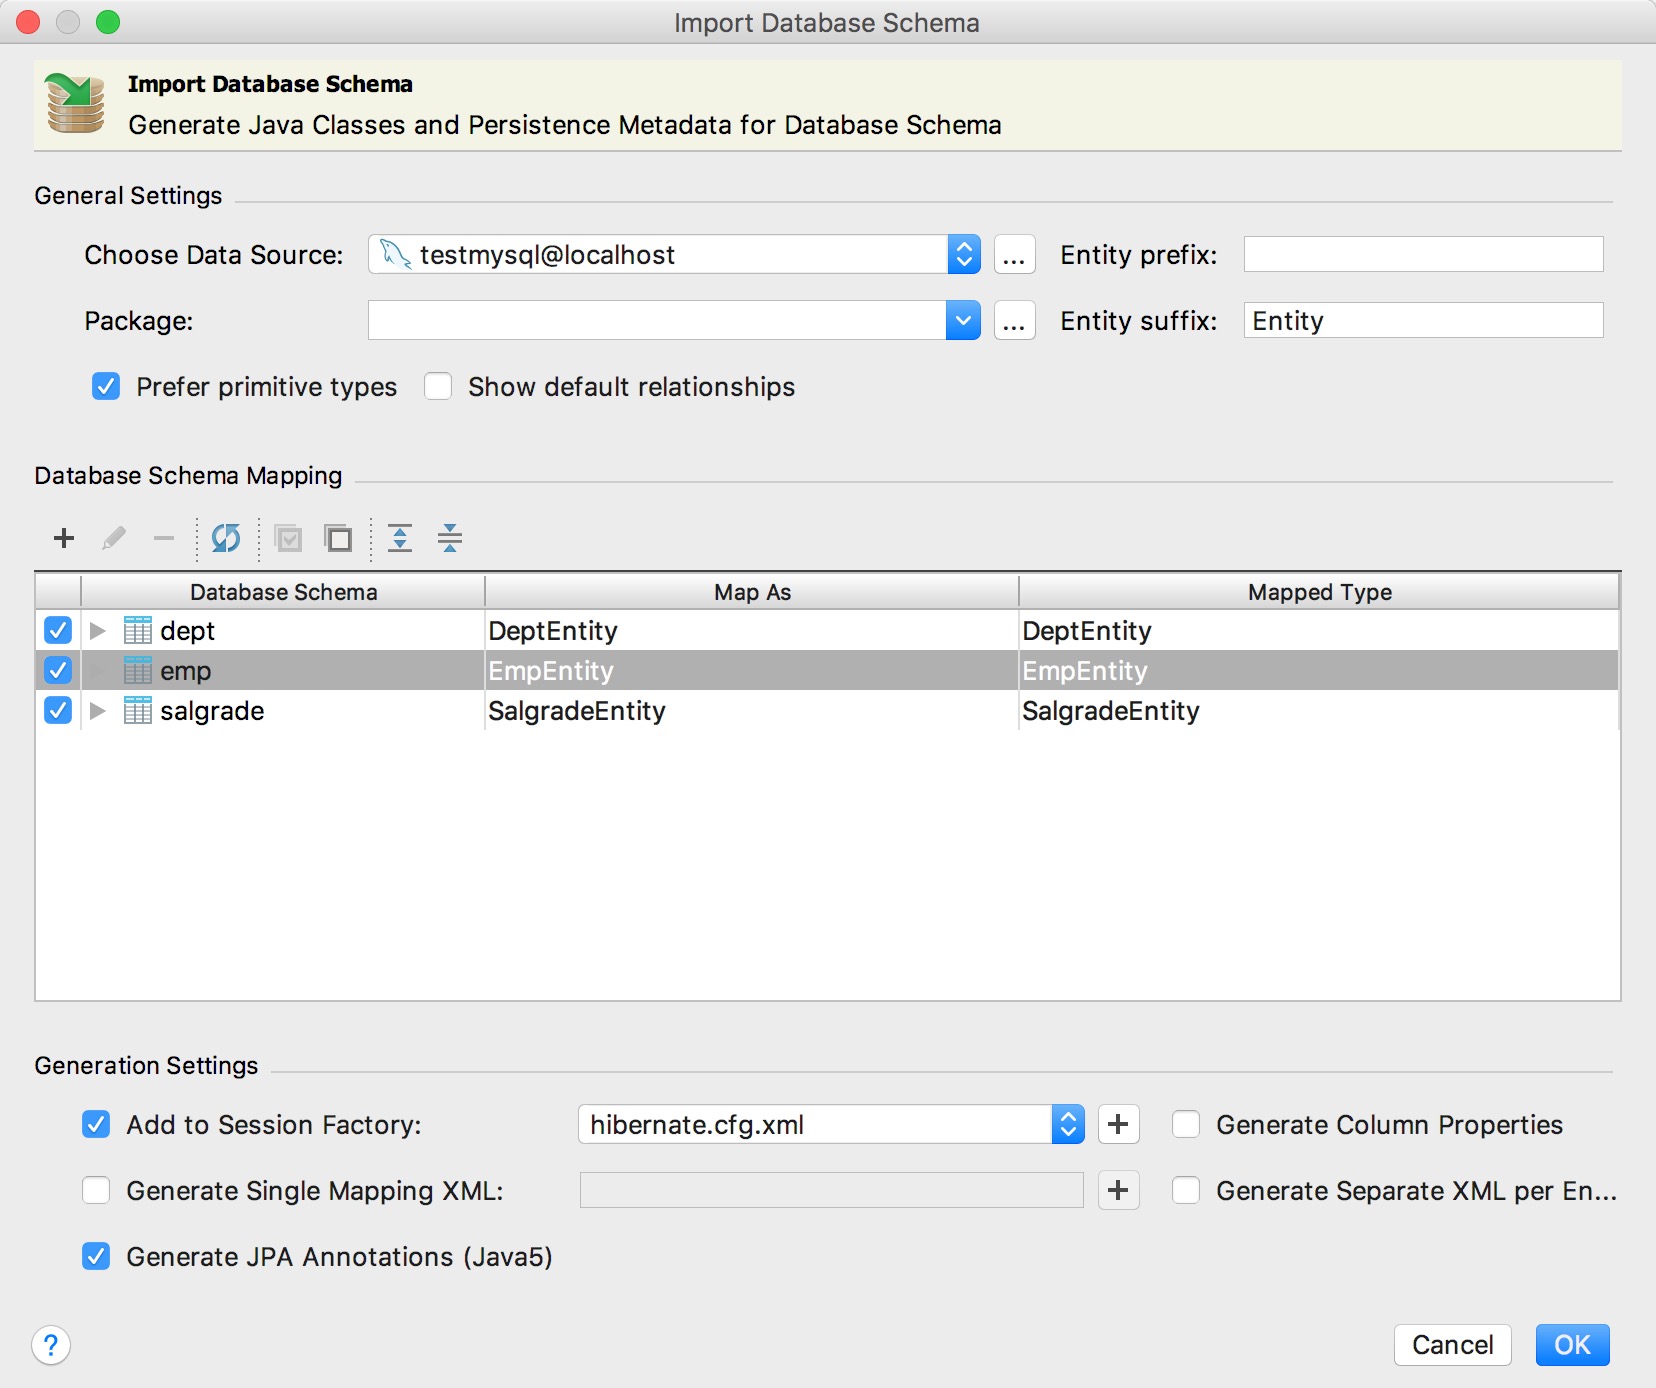 Import Database Schema
Import Database Schema
Generate Java Classes and Persistence Metadata for Database Schema
General Settings
Choose Data Source: testmysql@localhost ... Entity prefix:
Package: ... Entity suffix: Entity
Prefer primitive types Show default relationships
Database Schema Mapping
Database Schema Map As Mapped Type
dept DeptEntity DeptEntity
emp EmpEntity EmpEntity
salgrade SalgradeEntity SalgradeEntity
Generation Settings
Add to Session Factory: hibernate.cfg.xml + Generate Column Properties
Generate Single Mapping XML: + Generate Separate XML per En...
Generate JPA Annotations (Java5)
? Cancel OK